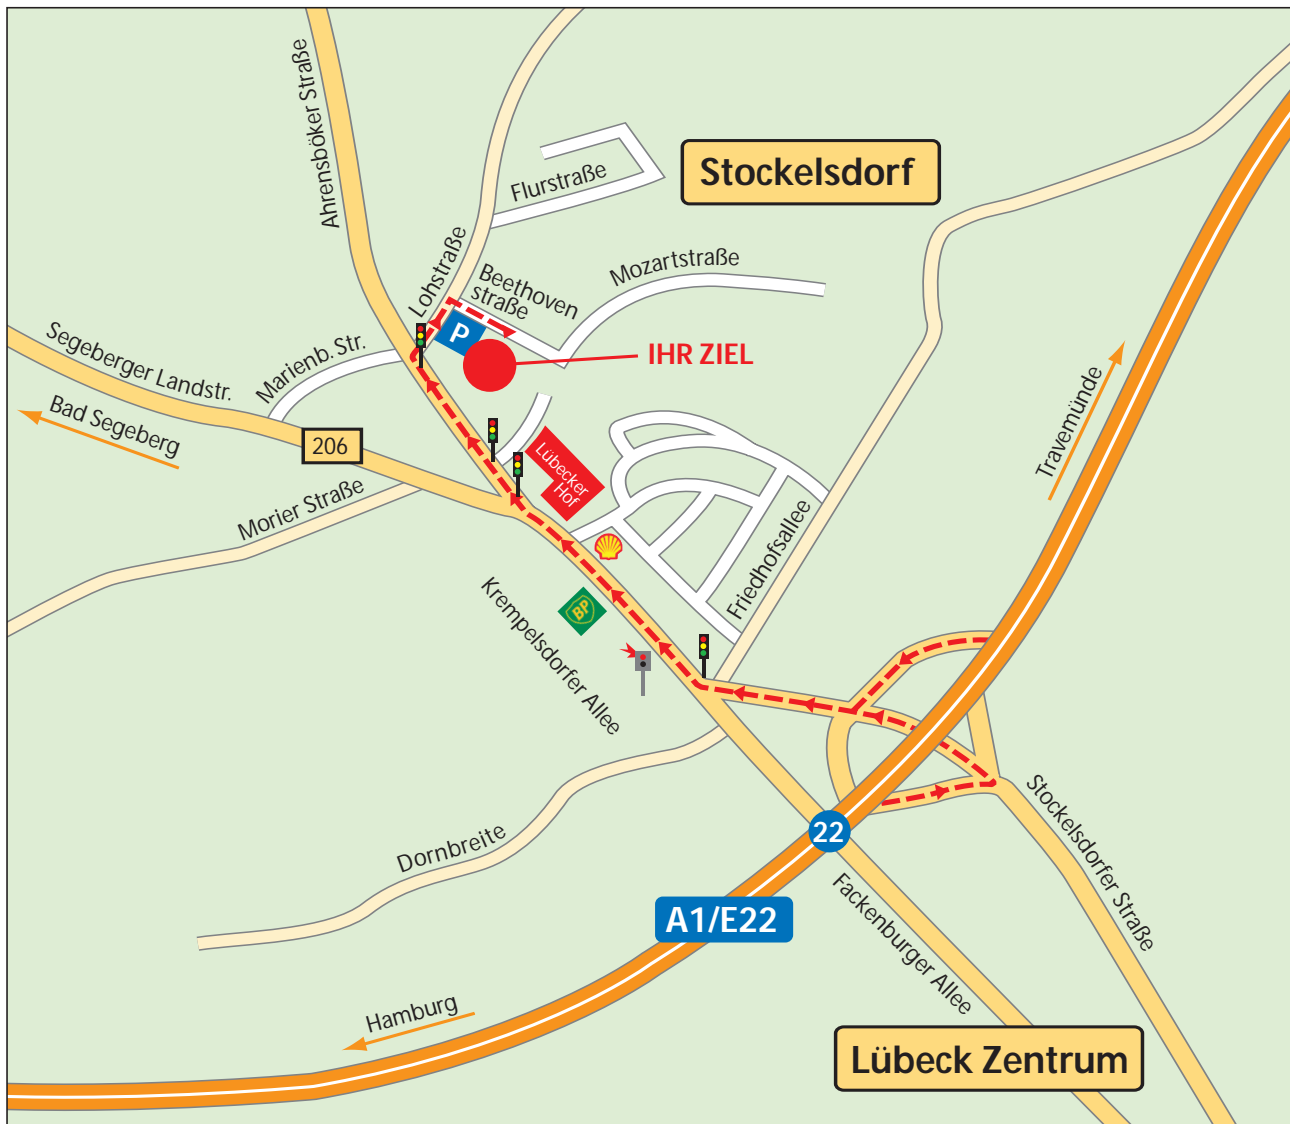 Ahrensböker Straße
Flurstraße
Stockelsdorf
Lohstraße
Beethoven
straße
Mozartstraße
P
IHR ZIEL
Segeberger Landstr.
Marienb. Str.
Bad Segeberg
206
Lübecker
Hof
Travemünde
Morier Straße
Friedhofsallee
BP
Krempelsdorfer Allee
Stockelsdorfer Straße
Dornbreite
22
A1/E22
Fackenburger Allee
Hamburg
Lübeck Zentrum